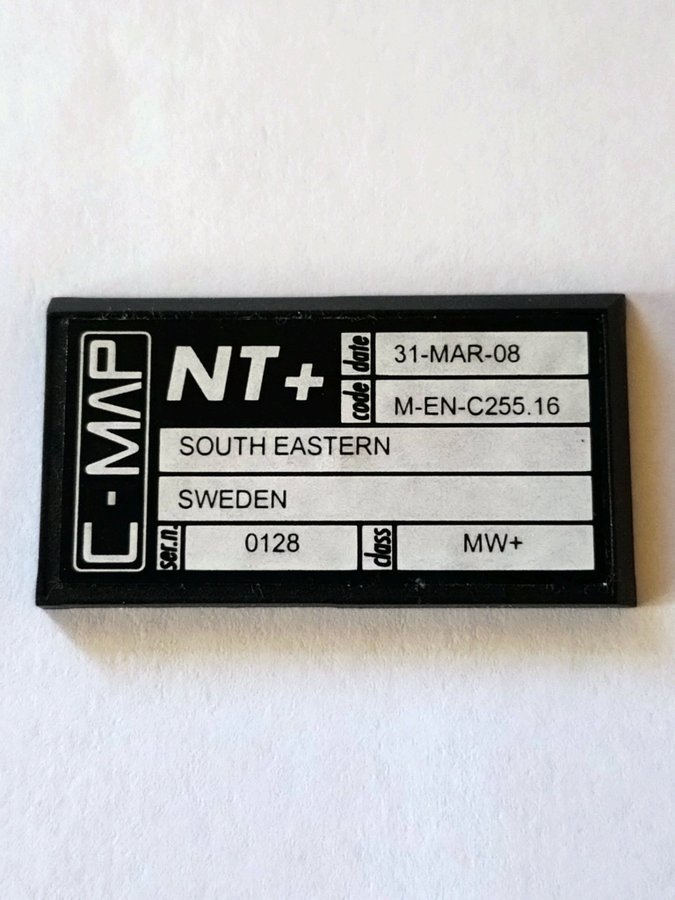 C-MAP
NT+
date 31-MAR-08
code M-EN-C255.16
SOUTH EASTERN
SWEDEN
ser.n. 0128 class MW+